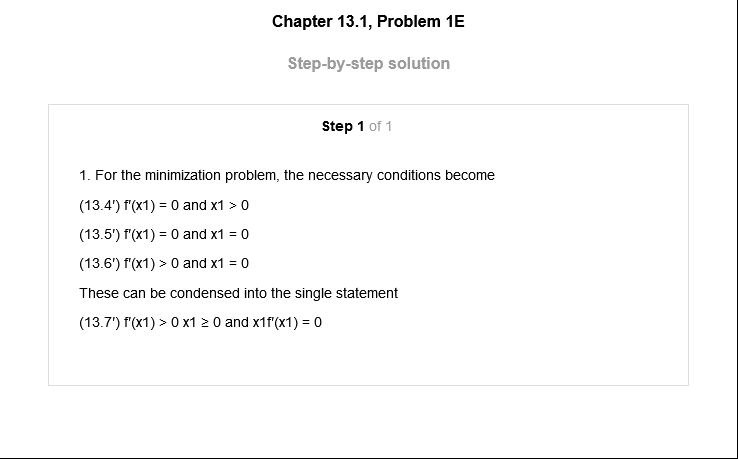 Chapter 13.1, Problem 1E
Step-by-step solution
Step 1 of 1
1. For the minimization problem, the necessary conditions become
(13.4') f'(x1) = 0 and x1 > 0
(13.5') f'(x1) = 0 and x1 = 0
(13.6') f'(x1) > 0 and x1 = 0
These can be condensed into the single statement
(13.7') f'(x1) > 0 x1 ≥ 0 and x1f'(x1) = 0